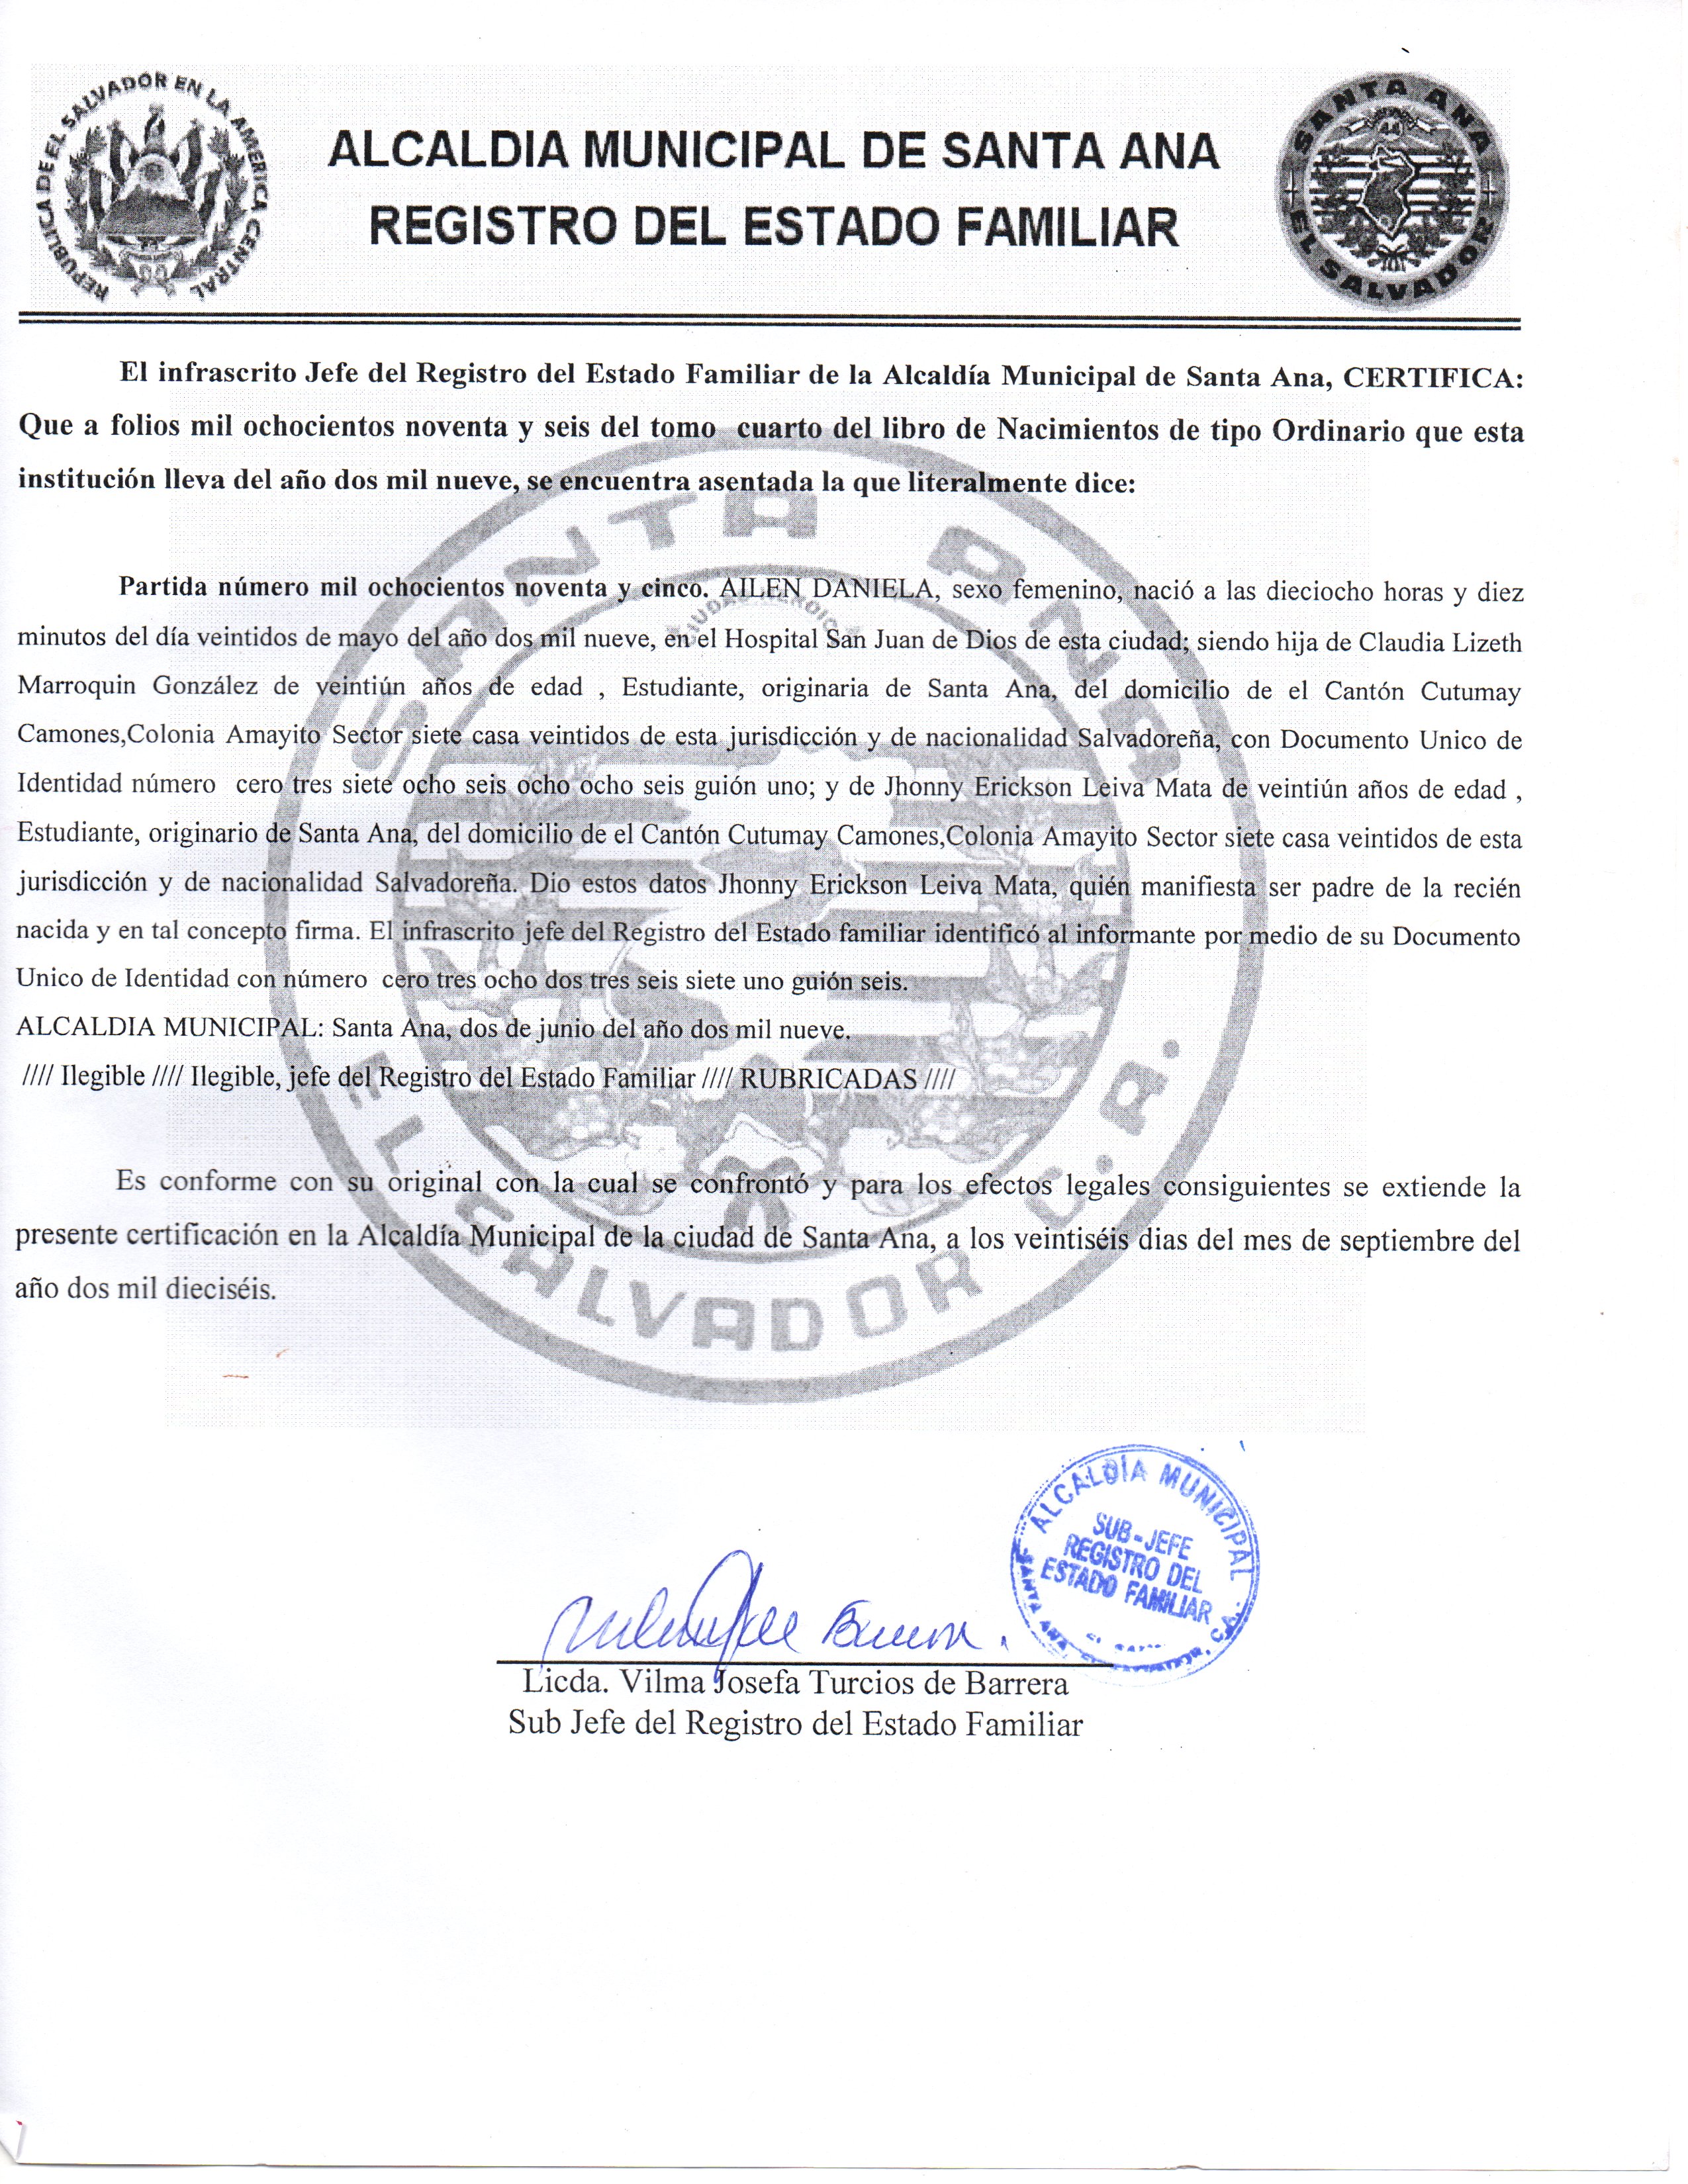 REPUBLICA DE EL SALVADOR EN LA AMERICA CENTRAL
ALCALDIA MUNICIPAL DE SANTA ANA
REGISTRO DEL ESTADO FAMILIAR
SANTA ANA
44
EL SALVADOR
El infrascrito Jefe del Registro del Estado Familiar de la Alcaldía Municipal de Santa Ana, CERTIFICA:
Que a folios mil ochocientos noventa y seis del tomo cuarto del libro de Nacimientos de tipo Ordinario que esta
institución lleva del año dos mil nueve, se encuentra asentada la que literalmente dice:
Partida número mil ochocientos noventa y cinco. AILEN DANIELA, sexo femenino, nació a las dieciocho horas y diez
minutos del día veintidos de mayo del año dos mil nueve, en el Hospital San Juan de Dios de esta ciudad; siendo hija de Claudia Lizeth
Marroquin González de veintiún años de edad , Estudiante, originaria de Santa Ana, del domicilio de el Cantón Cutumay
Camones,Colonia Amayito Sector siete casa veintidos de esta jurisdicción y de nacionalidad Salvadoreña, con Documento Unico de
Identidad número cero tres siete ocho seis ocho ocho seis guión uno; y de Jhonny Erickson Leiva Mata de veintiún años de edad ,
Estudiante, originario de Santa Ana, del domicilio de el Cantón Cutumay Camones,Colonia Amayito Sector siete casa veintidos de esta
jurisdicción y de nacionalidad Salvadoreña. Dio estos datos Jhonny Erickson Leiva Mata, quién manifiesta ser padre de la recién
nacida y en tal concepto firma. El infrascrito jefe del Registro del Estado familiar identificó al informante por medio de su Documento
Unico de Identidad con número cero tres ocho dos tres seis siete uno guión seis.
ALCALDIA MUNICIPAL: Santa Ana, dos de junio del año dos mil nueve.
//// Ilegible //// Ilegible, jefe del Registro del Estado Familiar //// RUBRICADAS ////
Es conforme con su original con la cual se confrontó y para los efectos legales consiguientes se extiende la
presente certificación en la Alcaldía Municipal de la ciudad de Santa Ana, a los veintiséis dias del mes de septiembre del
año dos mil dieciséis.
SANTA ANA
CIUDAD HEROICA
EL SALVADOR C.A.
ALCALDÍA MUNICIPAL
SUB-JEFE
REGISTRO DEL
ESTADO FAMILIAR
SANTA ANA, EL SALVADOR, C.A.
Licda. Vilma Josefa Turcios de Barrera
Sub Jefe del Registro del Estado Familiar